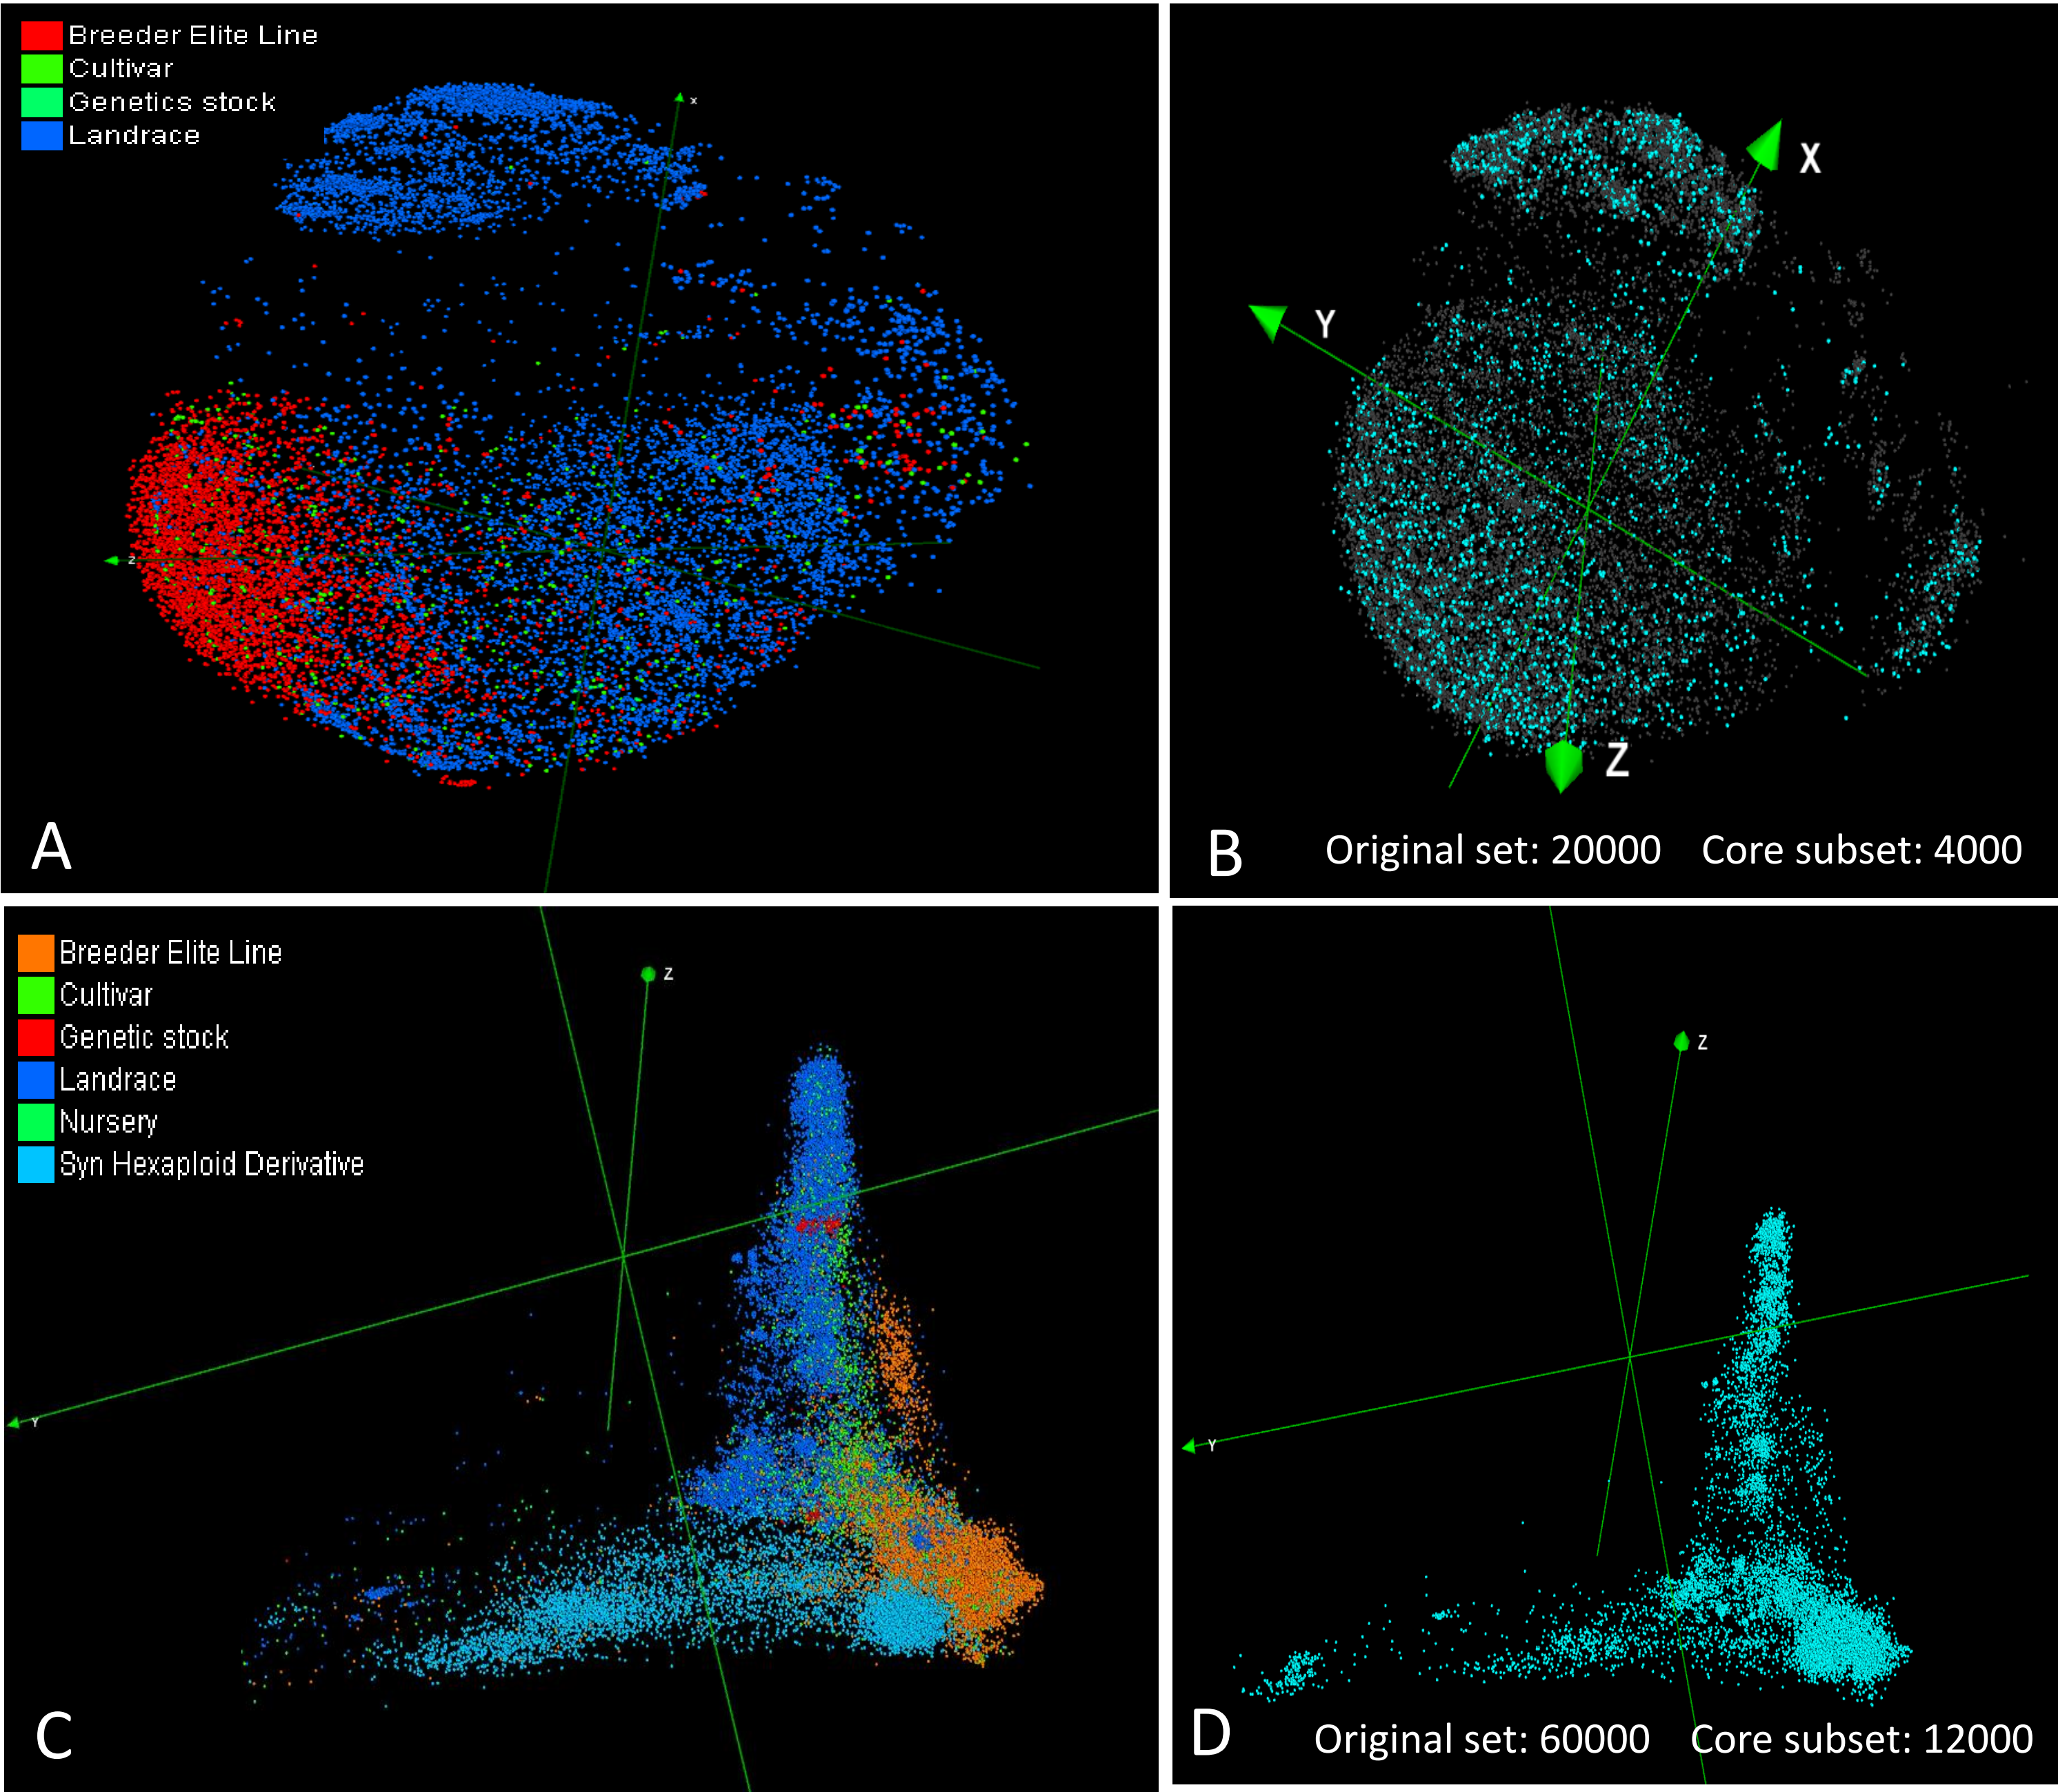 Breeder Elite Line
Cultivar
Genetics stock
Landrace
x
z
A
X
Y
Z
B Original set: 20000 Core subset: 4000
Breeder Elite Line
Cultivar
Genetic stock
Landrace
Nursery
Syn Hexaploid Derivative
Z
Y
C
Z
Y
D Original set: 60000 Core subset: 12000